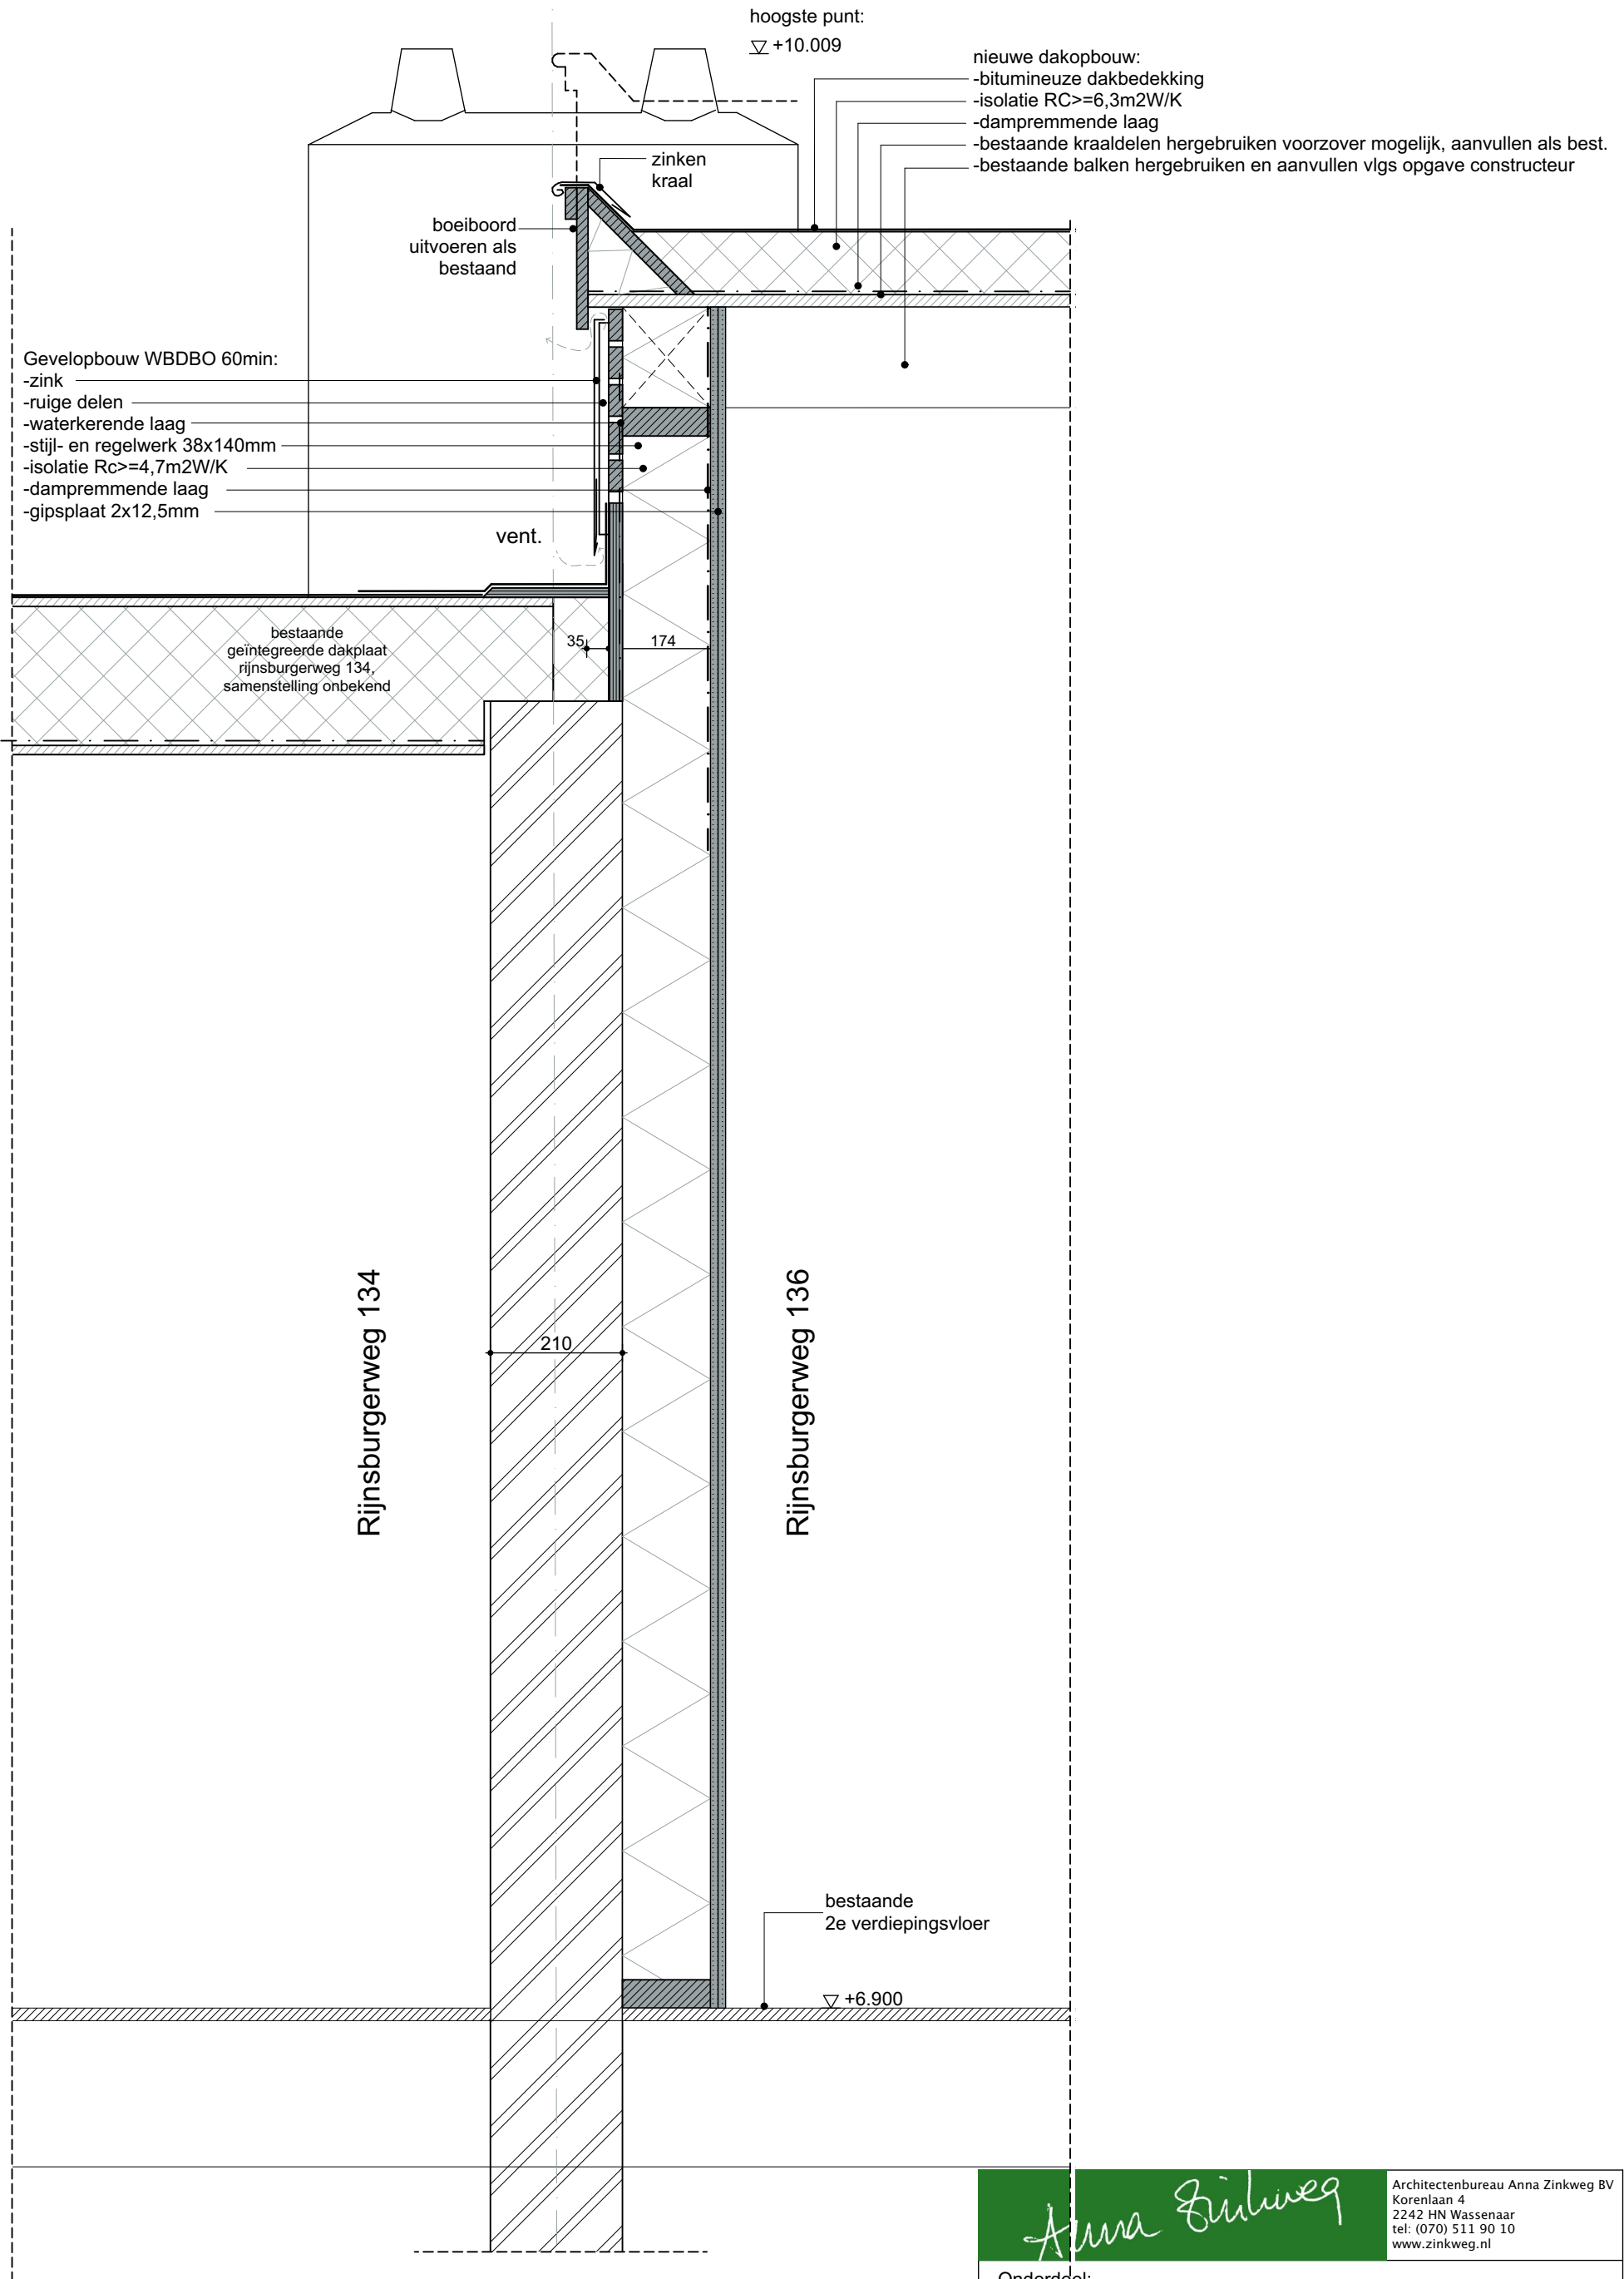 hoogste punt:
+10.009
nieuwe dakopbouw:
-bitumineuze dakbedekking
-isolatie RC>=6,3m2W/K
-dampremmende laag
-bestaande kraaldelen hergebruiken voorzover mogelijk, aanvullen als best.
-bestaande balken hergebruiken en aanvullen vlgs opgave constructeur
zinken
kraal
boeiboord
uitvoeren als
bestaand
Gevelopbouw WBDBO 60min:
-zink
-ruige delen
-waterkerende laag
-stijl- en regelwerk 38x140mm
-isolatie Rc>=4,7m2W/K
-dampremmende laag
-gipsplaat 2x12,5mm
vent.
bestaande
geïntegreerde dakplaat
rijnsburgerweg 134,
samenstelling onbekend
35
174
Rijnsburgerweg 134
210
Rijnsburgerweg 136
bestaande
2e verdiepingsvloer
+6.900
Anna Zinkweg
Architectenbureau Anna Zinkweg BV
Korenlaan 4
2242 HN Wassenaar
tel: (070) 511 90 10
www.zinkweg.nl
Onderdeel: